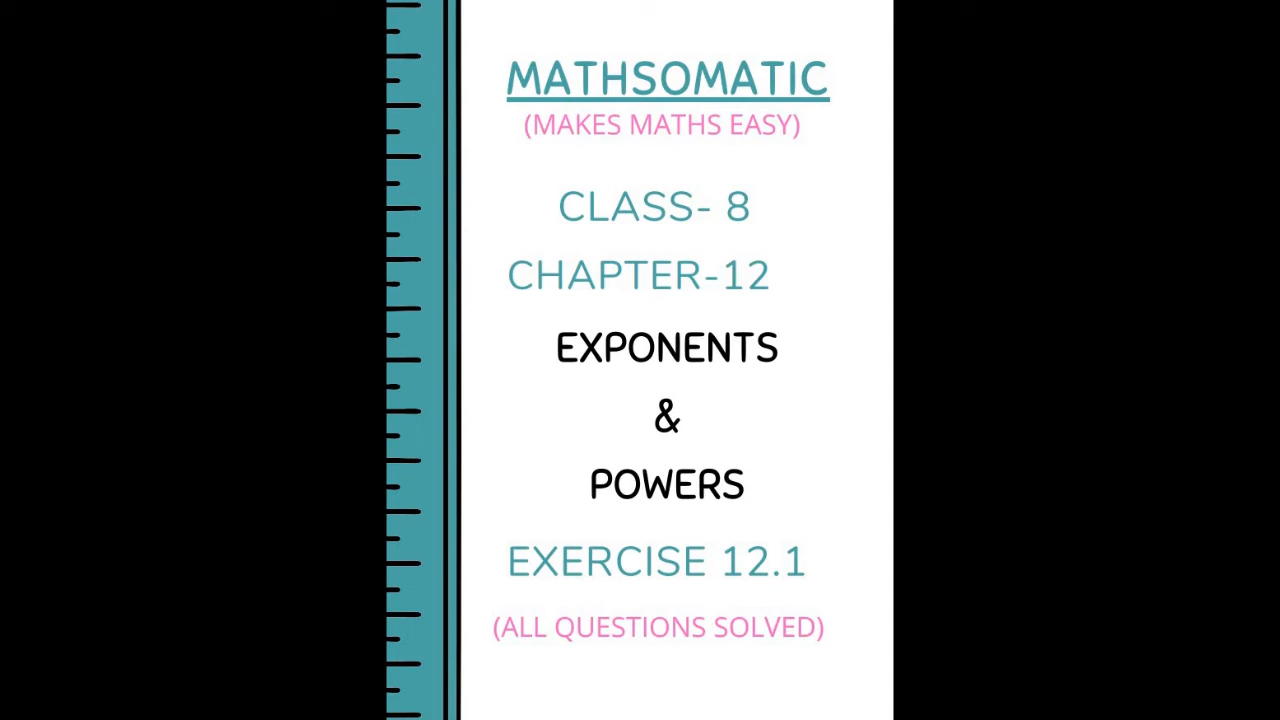 MATHSOMATIC
(MAKES MATHS EASY)
CLASS- 8
CHAPTER-12
EXPONENTS
&
POWERS
EXERCISE 12.1
(ALL QUESTIONS SOLVED)